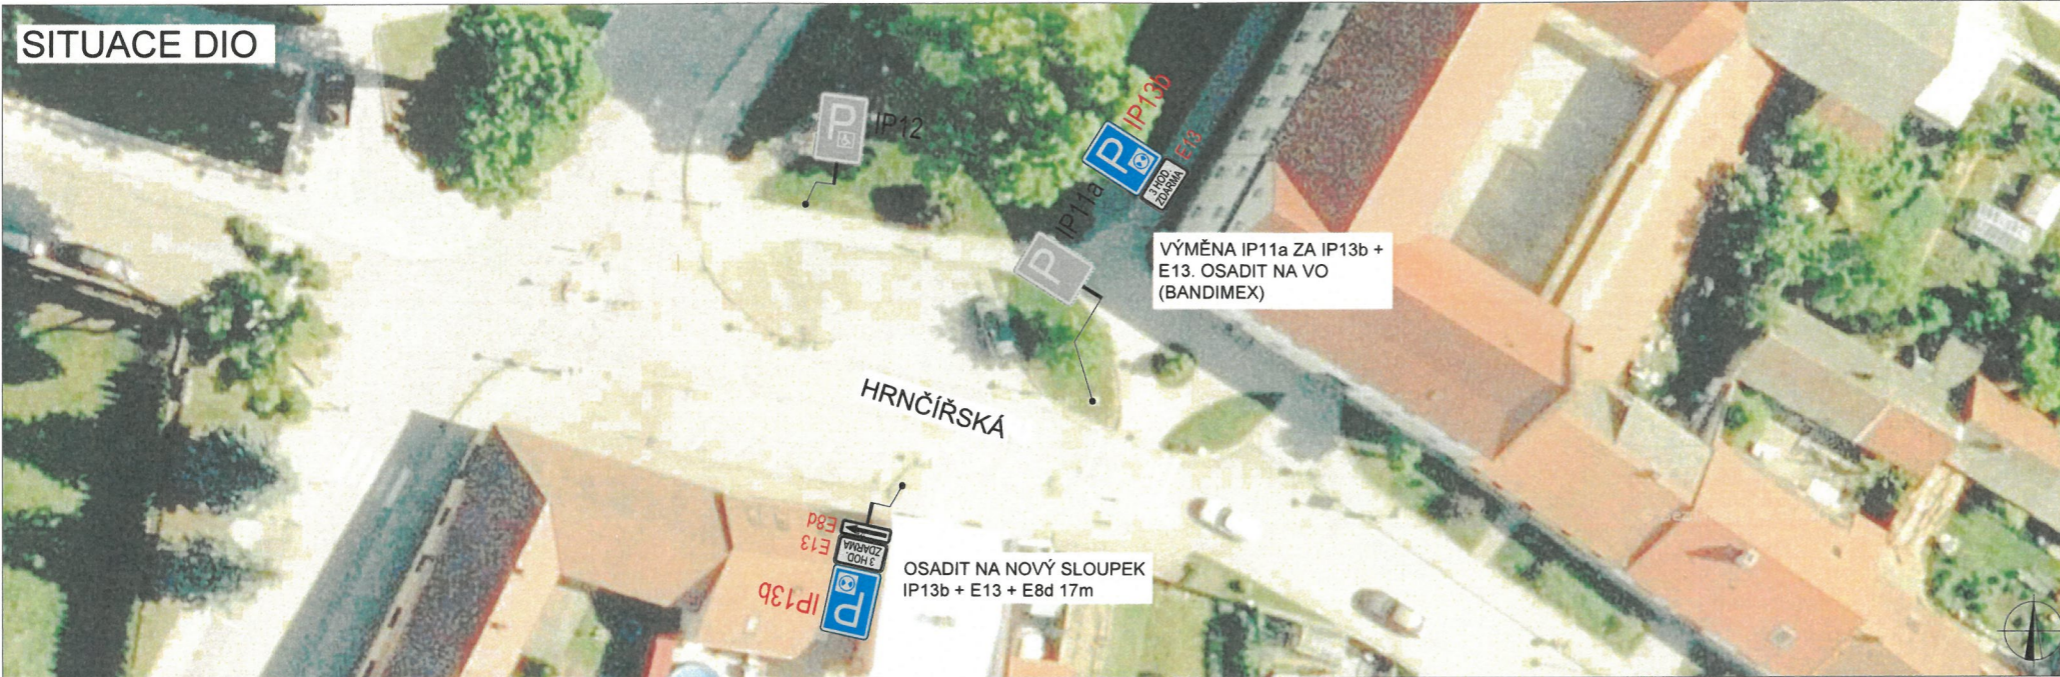 SITUACE DIO
P
IP12
P
IP13b
3 HOD.
ZDARMA
E13
P
IP11a
VÝMĚNA IP11a ZA IP13b +
E13. OSADIT NA VO
(BANDIMEX)
HRNČÍŘSKÁ
E8d
E13
3 HOD.
ZDARMA
IP13b
P
OSADIT NA NOVÝ SLOUPEK
IP13b + E13 + E8d 17m